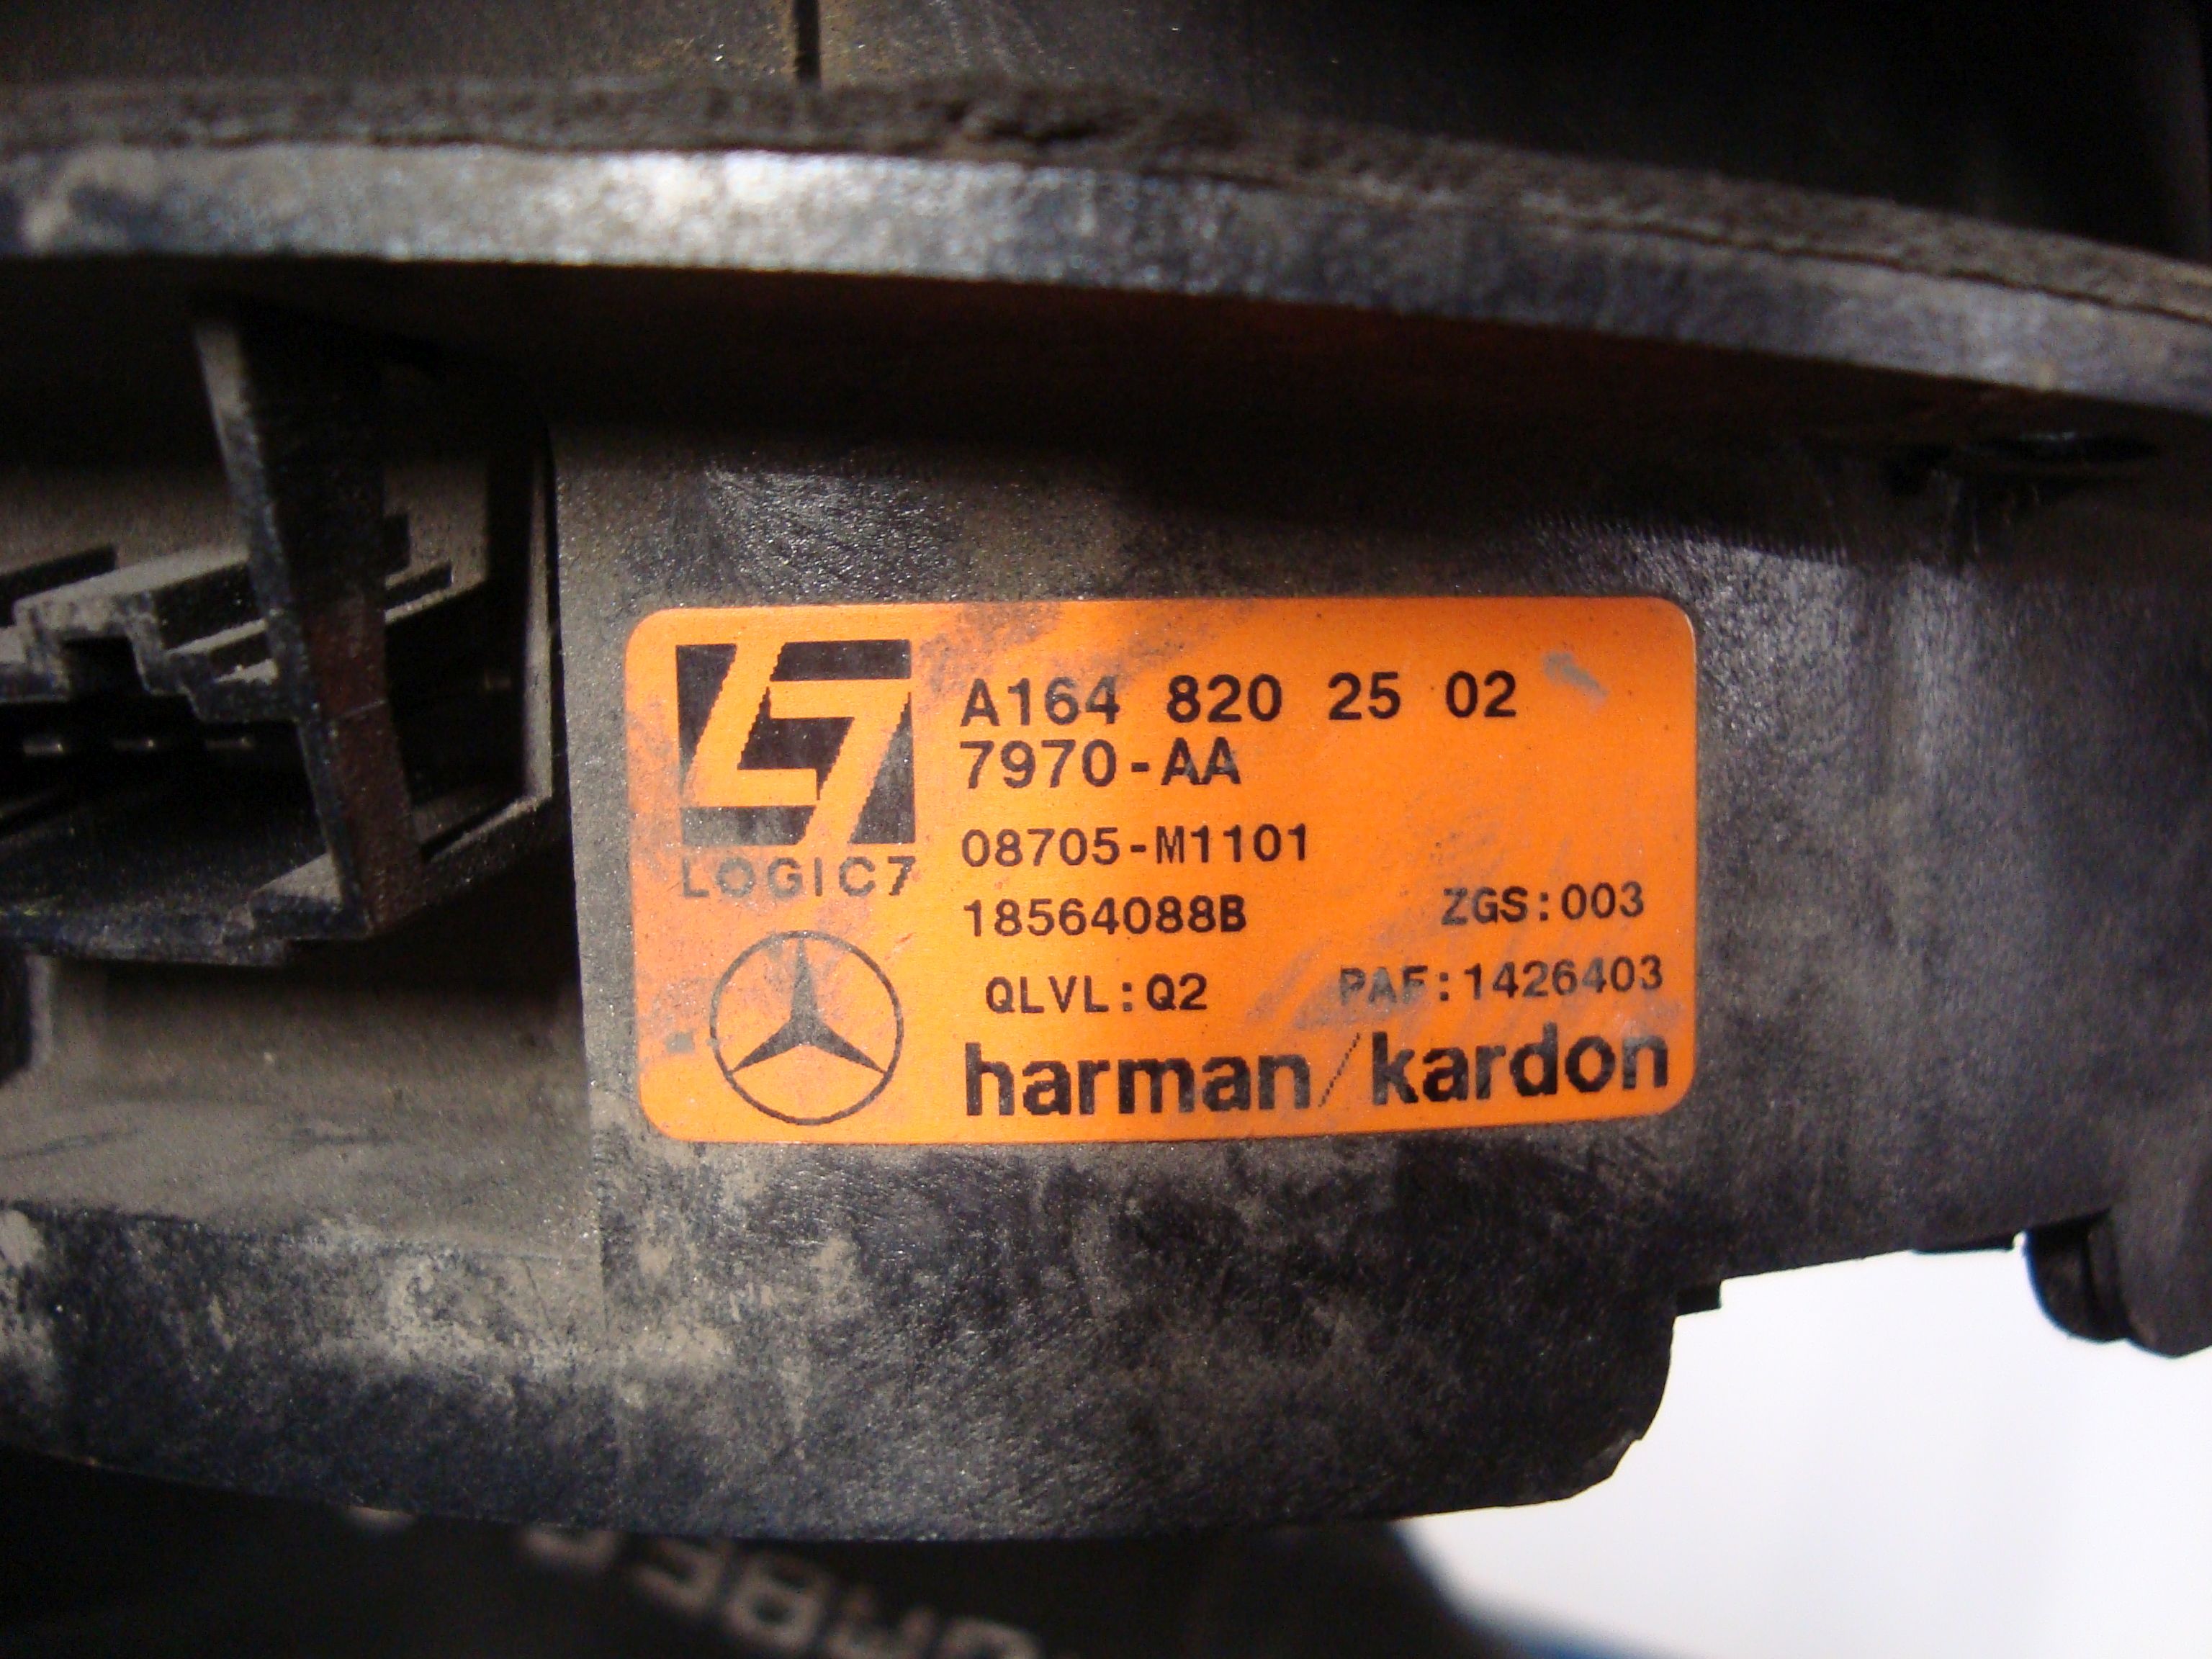 A164 820 25 02
7970-AA
08705-M1101
LOGIC7
18564088B ZGS:003
QLVL:Q2 PAF:1426403
harman/kardon